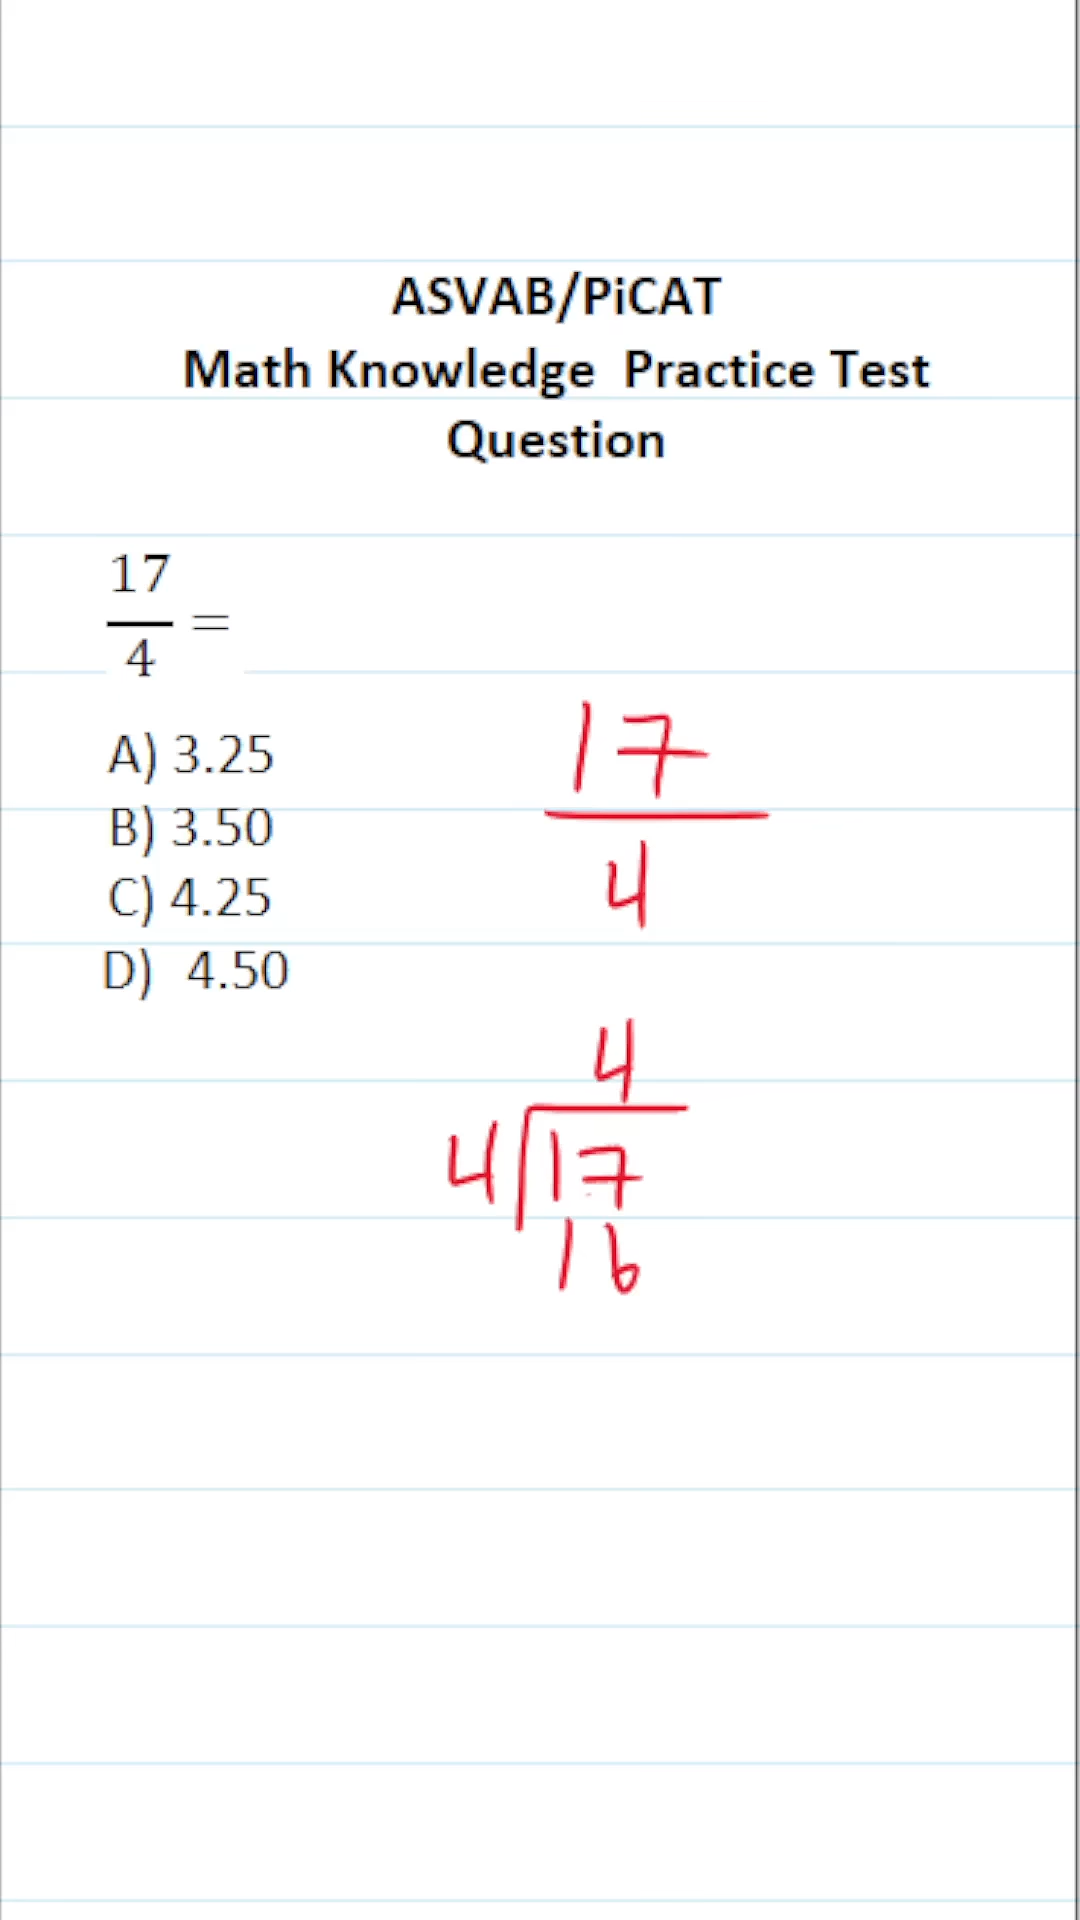 ASVAB/PiCAT
Math Knowledge Practice Test
Question
17
4 =
A) 3.25
B) 3.50
C) 4.25
D) 4.50
17
4
4
4 17
16